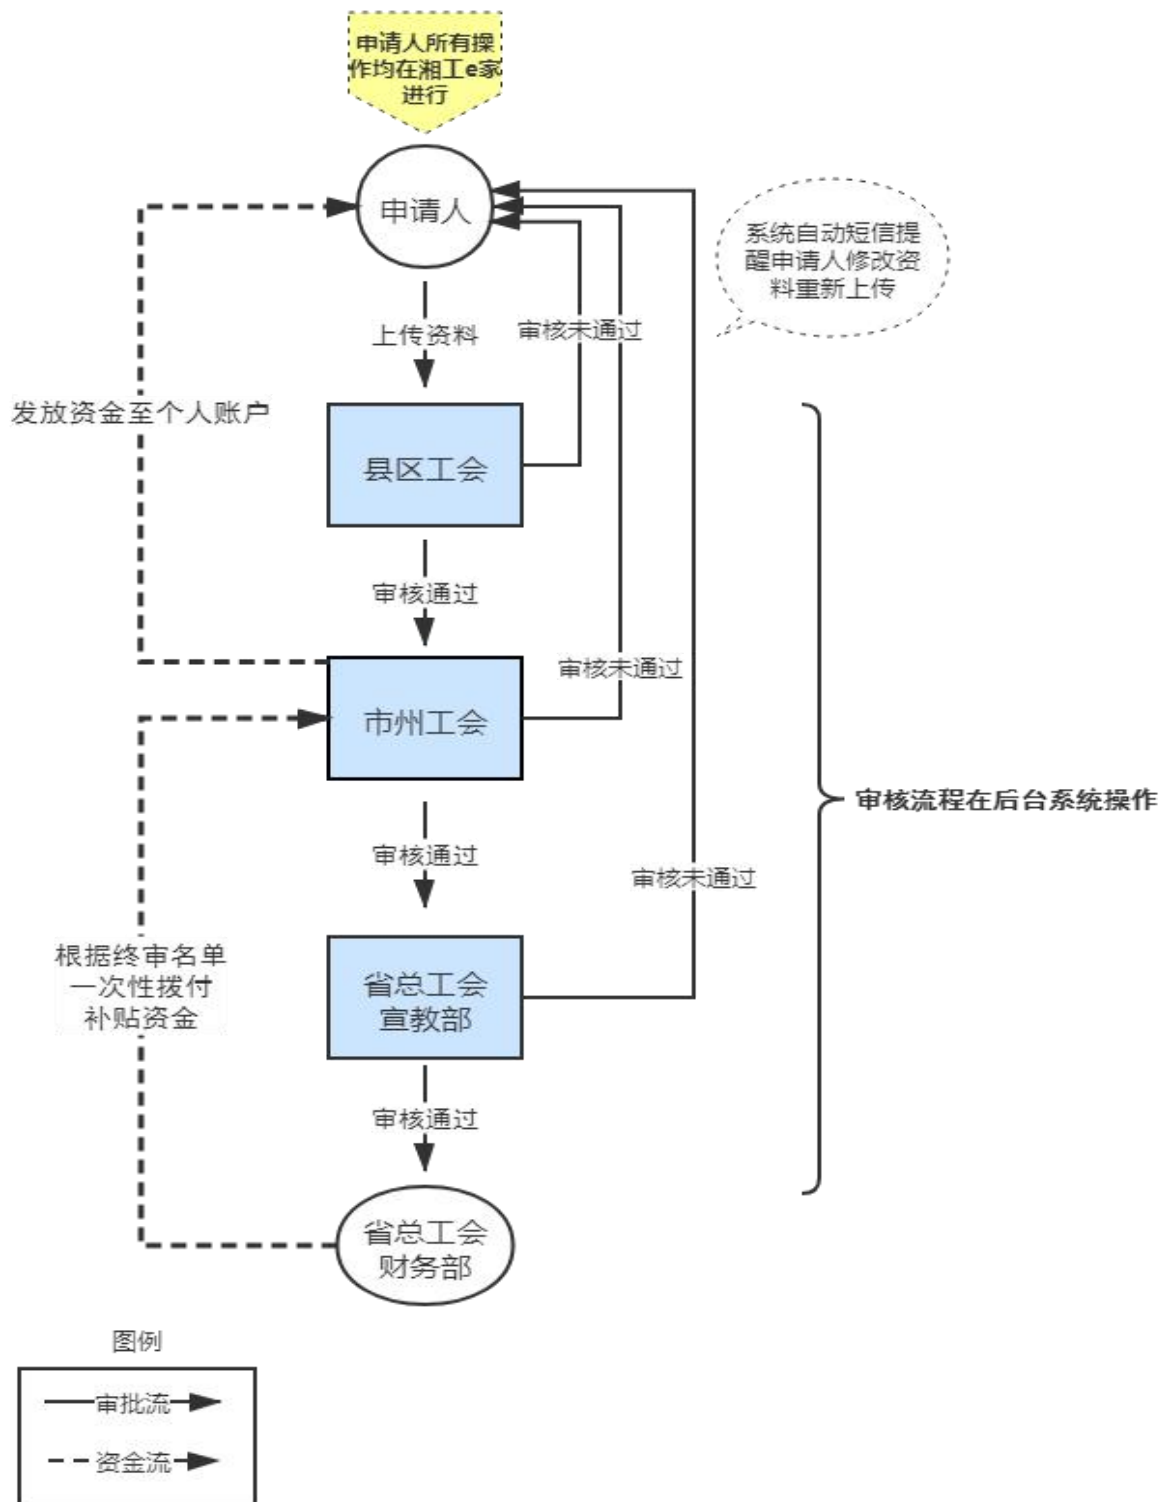 申请人所有操
作均在湘工e家
进行
申请人
系统自动短信提
醒申请人修改资
料重新上传
上传资料
审核未通过
发放资金至个人账户
县区工会
审核通过
审核未通过
市州工会
审核流程在后台系统操作
审核通过
审核未通过
根据终审名单
一次性拨付
补贴资金
省总工会
宣教部
审核通过
省总工会
财务部
图例
审批流
资金流